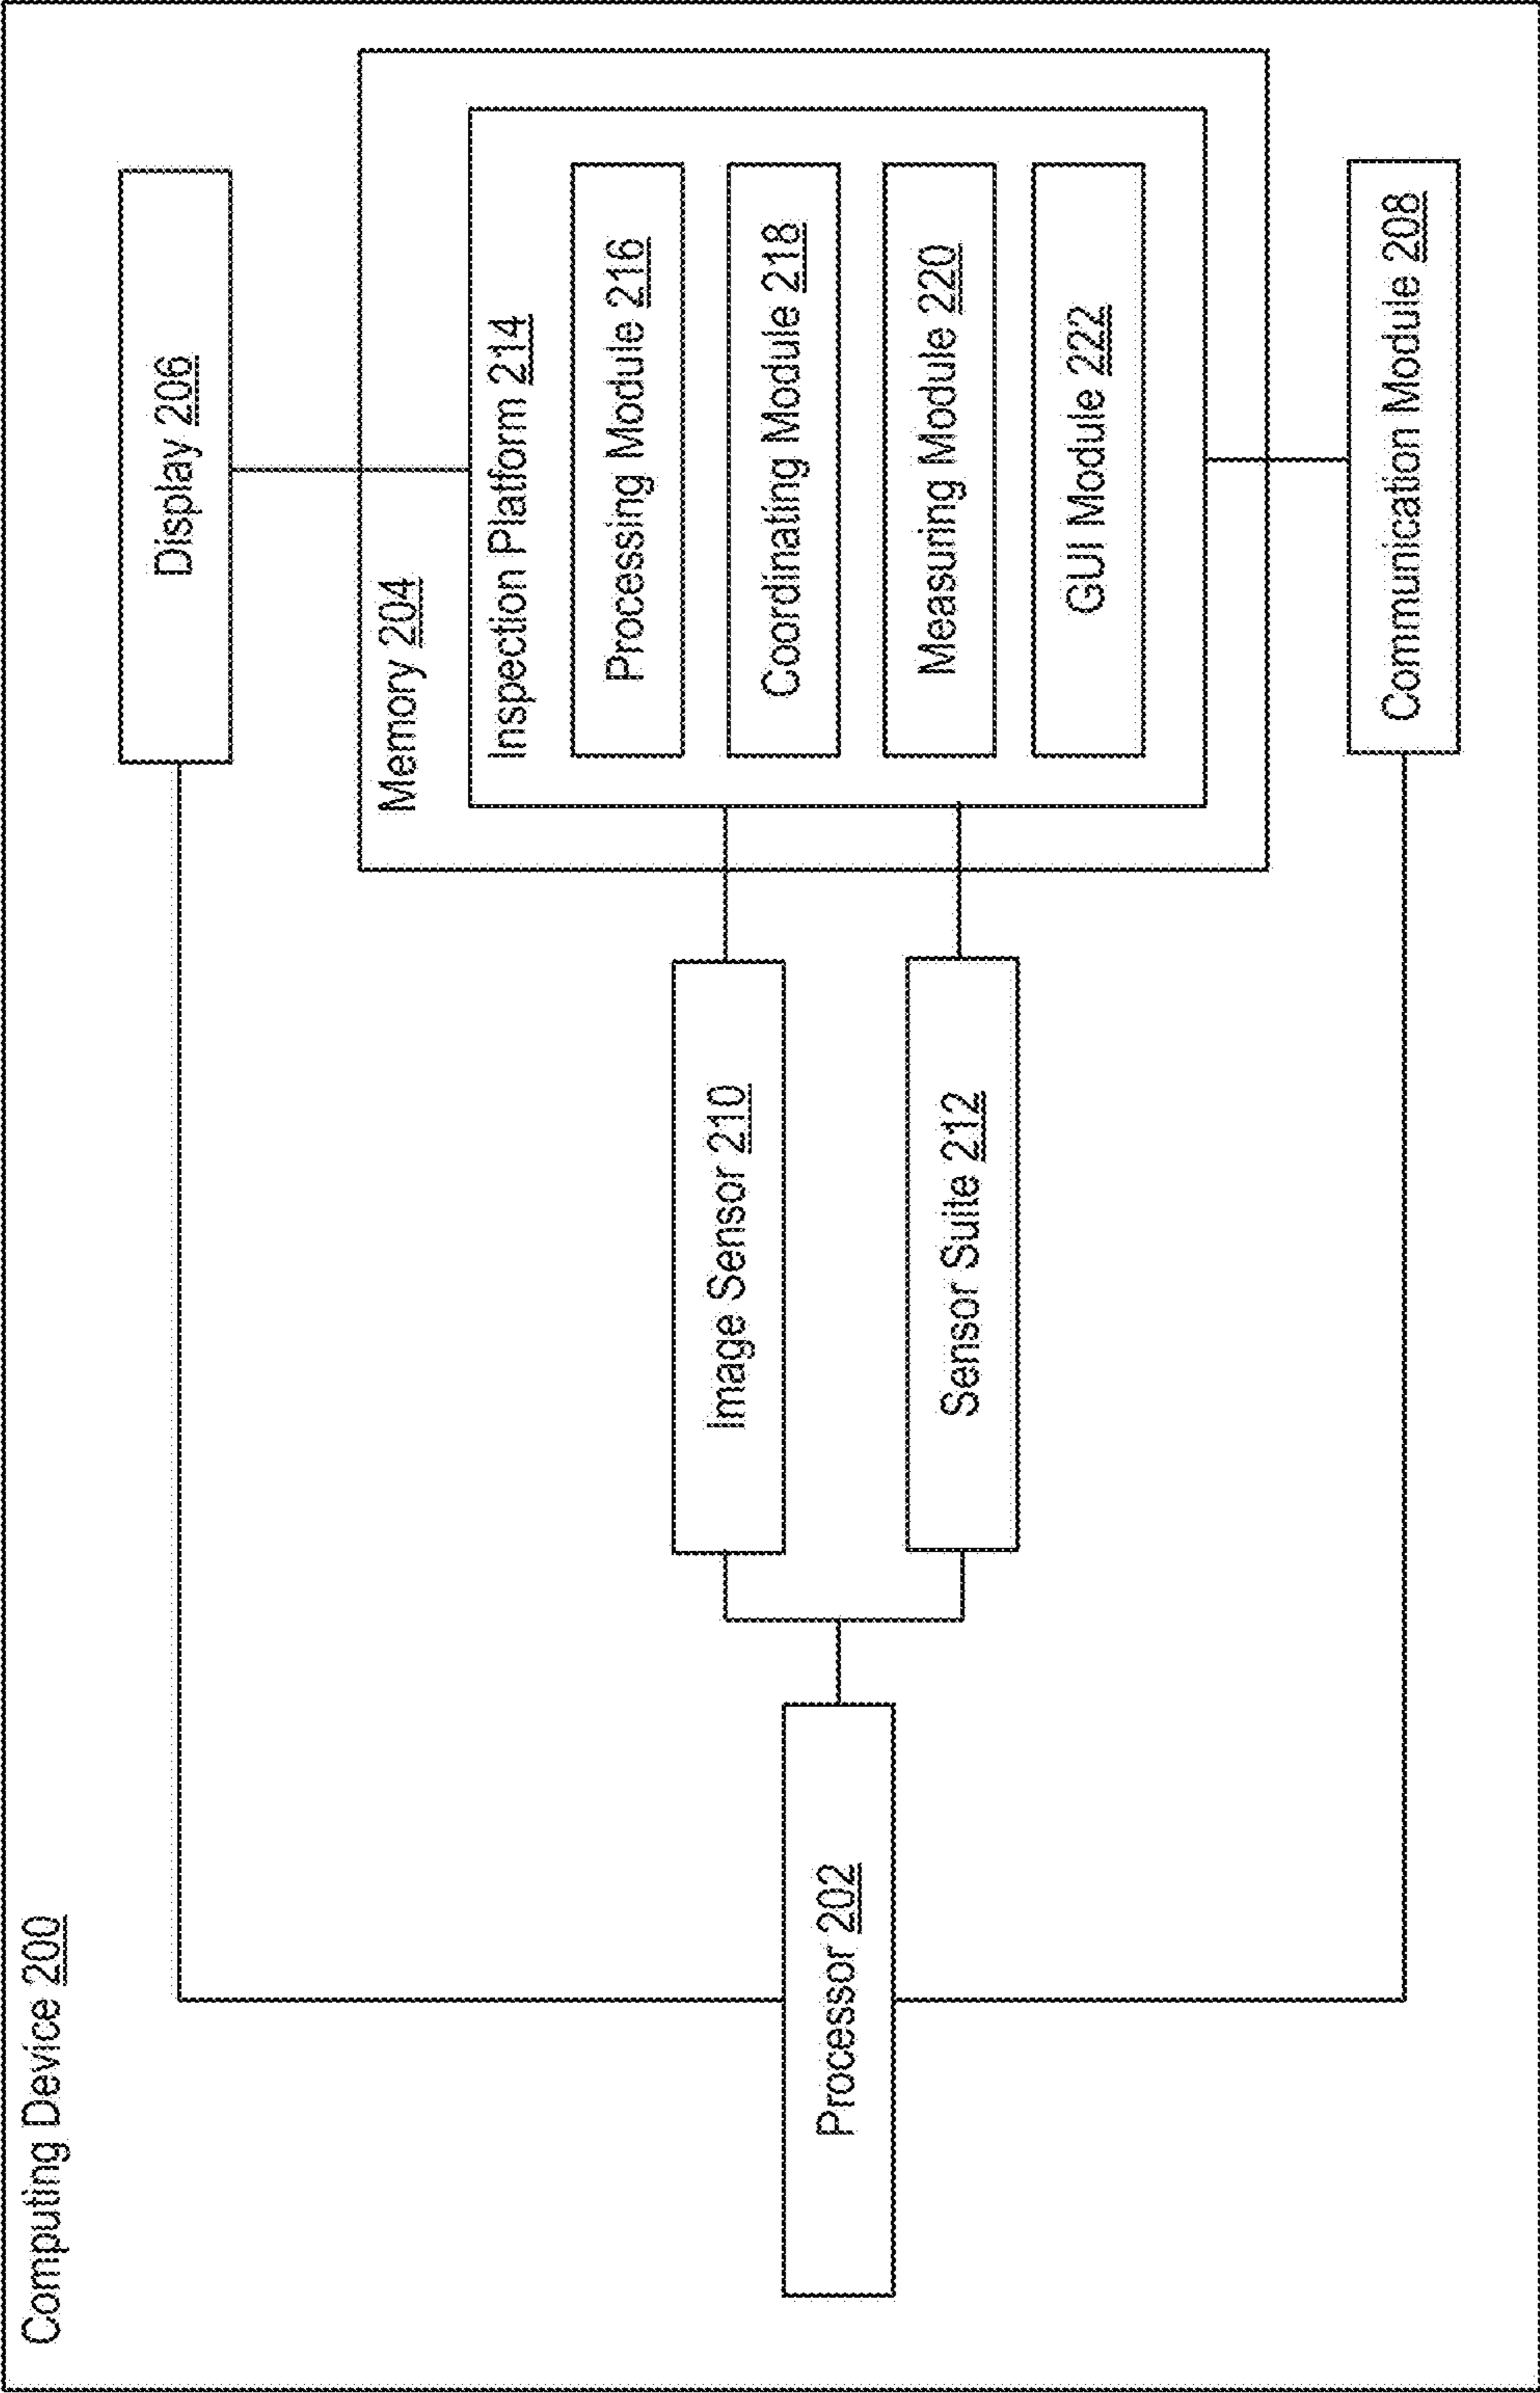 Computing Device 200
Display 206
Memory 204
Inspection Platform 214
Processing Module 216
Coordinating Module 218
Measuring Module 220
GUI Module 222
Image Sensor 210
Sensor Suite 212
Processor 202
Communication Module 208